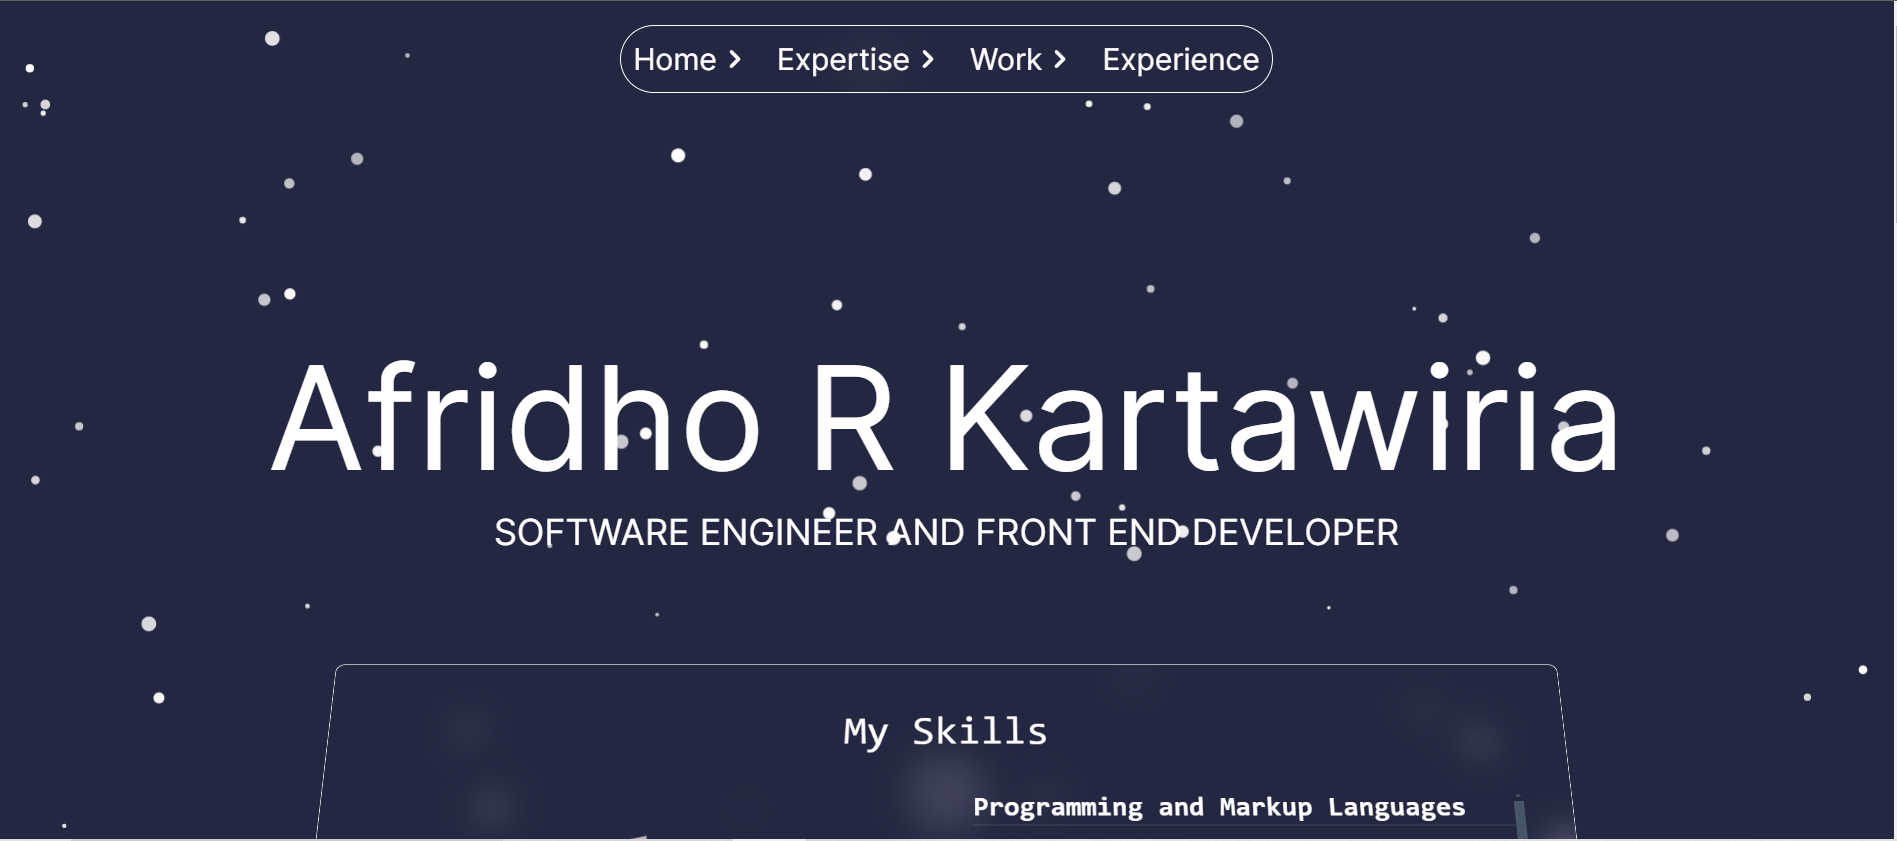 Home > Expertise > Work > Experience
Afridho R Kartawiria
SOFTWARE ENGINEER AND FRONT END DEVELOPER
My Skills
Programming and Markup Languages